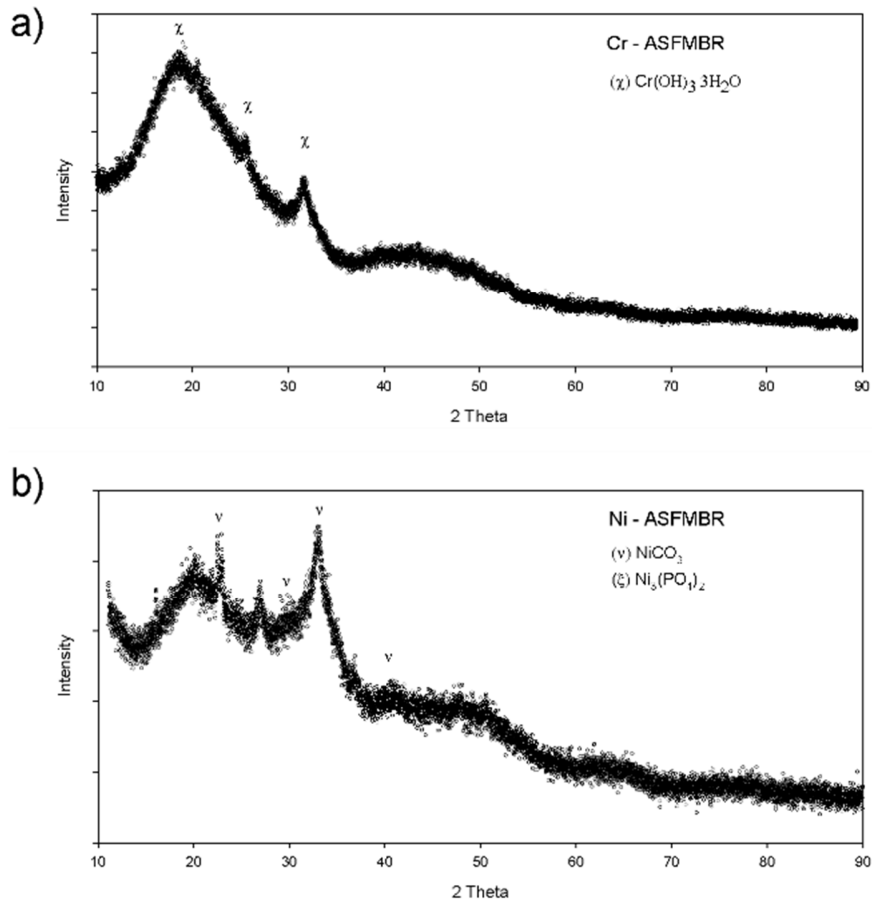 a)
χ
χ
χ
Cr - ASFMBR
(χ) Cr(OH)3 3H2O
Intensity
10 20 30 40 50 60 70 80 90
2 Theta
b)
ν
ν
ν
ν
Ni - ASFMBR
(ν) NiCO3
(ξ) Ni3(PO4)2
Intensity
10 20 30 40 50 60 70 80 90
2 Theta